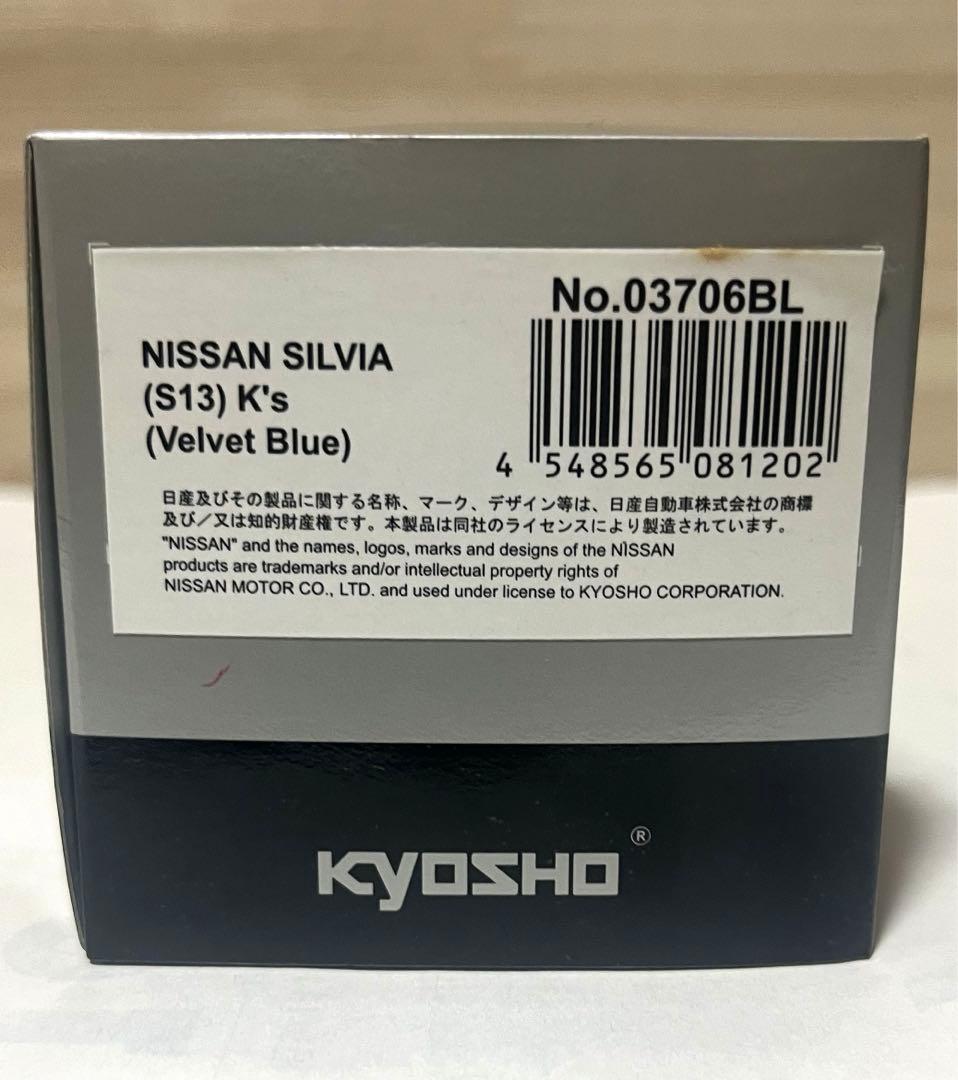 No.03706BL
NISSAN SILVIA
(S13) K's
(Velvet Blue)
4 548565 081202
日産及びその製品に関する名称、マーク、デザイン等は、日産自動車株式会社の商標
及び／又は知的財産権です。本製品は同社のライセンスにより製造されています。
"NISSAN" and the names, logos, marks and designs of the NISSAN
products are trademarks and/or intellectual property rights of
NISSAN MOTOR CO., LTD. and used under license to KYOSHO CORPORATION.
KYOSHO®